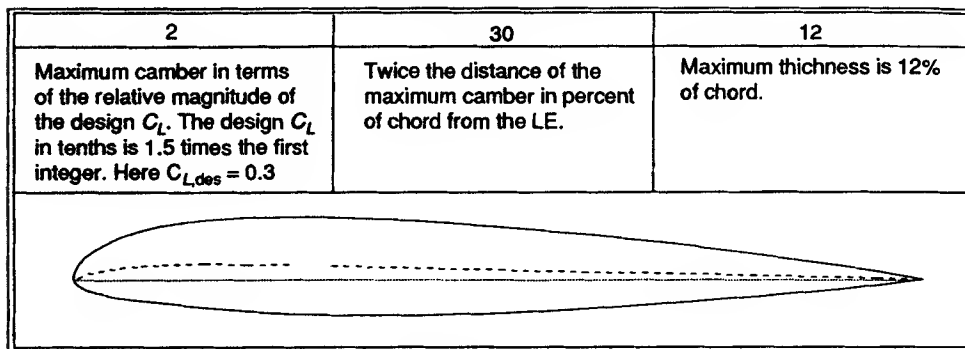 2
30
12
Maximum camber in terms
of the relative magnitude of
the design C_L. The design C_L
in tenths is 1.5 times the first
integer. Here C_L,des = 0.3
Twice the distance of the
maximum camber in percent
of chord from the LE.
Maximum thichness is 12%
of chord.